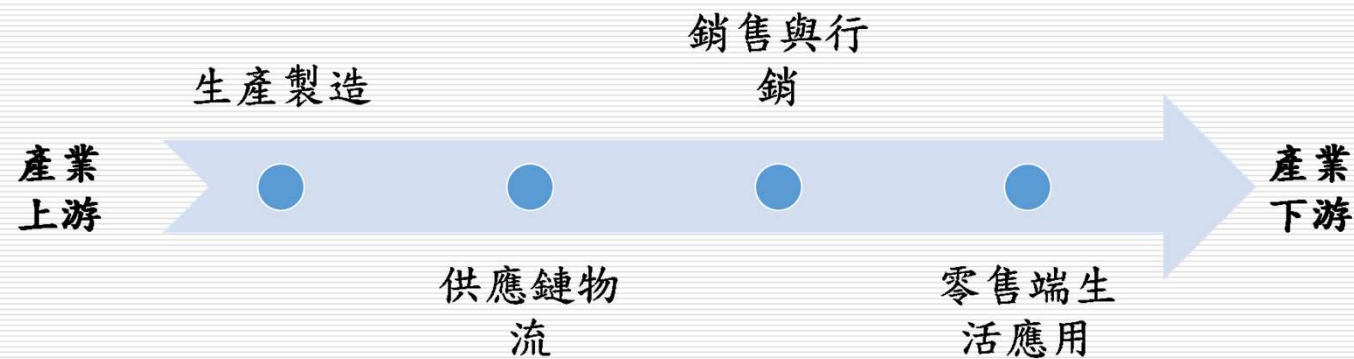 產業
上游
生產製造
供應鏈物
流
銷售與行
銷
零售端生
活應用
產業
下游